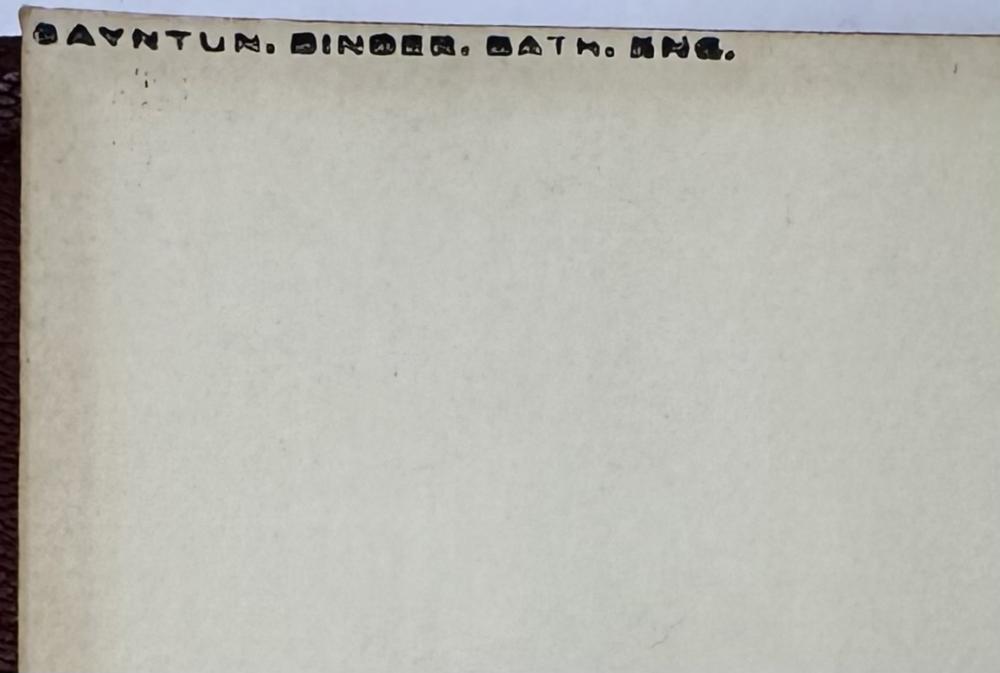 BAYNTUN. BINDER. BATH. ENG.